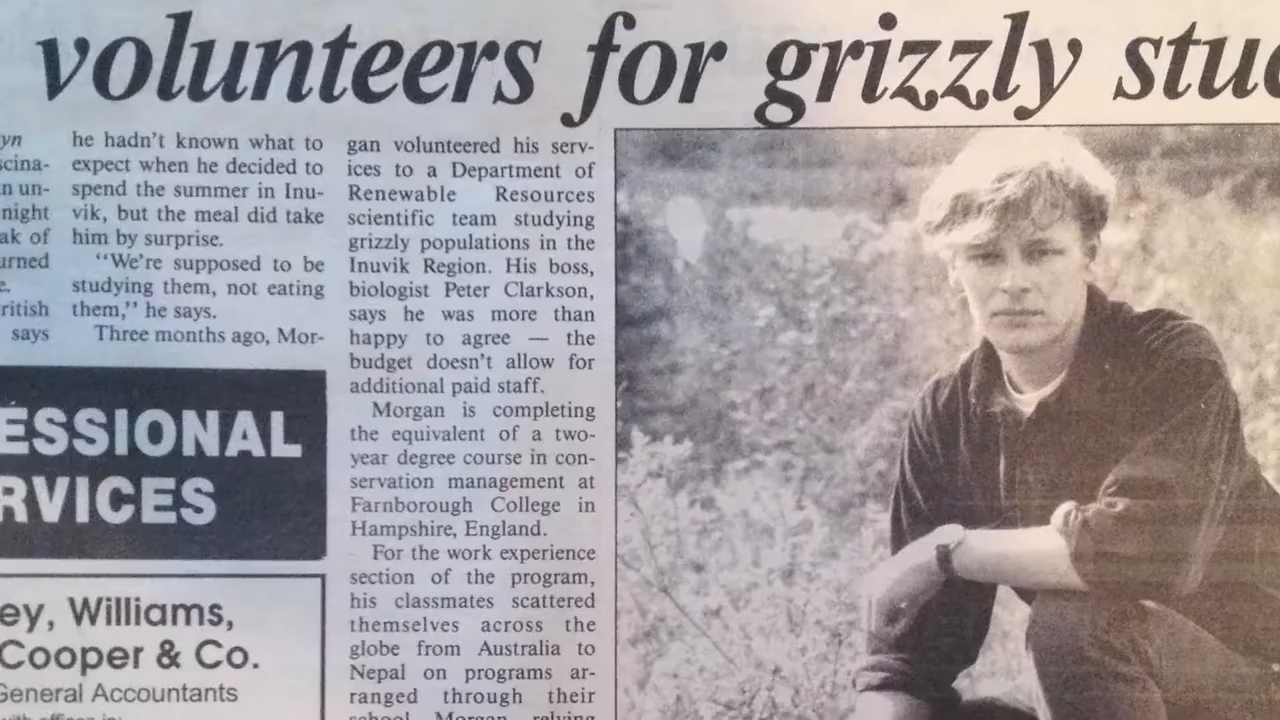 volunteers for grizzly
he hadn't known what to
expect when he decided to
spend the summer in Inu-
vik, but the meal did take
him by surprise.
"We're supposed to be
studying them, not eating
them," he says.
Three months ago, Mor-
gan volunteered his serv-
ices to a Department of
Renewable Resources
scientific team studying
grizzly populations in the
Inuvik Region. His boss,
biologist Peter Clarkson,
says he was more than
happy to agree — the
budget doesn't allow for
additional paid staff.
Morgan is completing
the equivalent of a two-
year degree course in con-
servation management at
Farnborough College in
Hampshire, England.
For the work experience
section of the program,
his classmates scattered
themselves across the
globe from Australia to
Nepal on programs ar-
ranged through their
school. Morgan, relying
night
of
says
ESSIONAL
RVICES
ey, Williams,
Cooper & Co.
General Accountants
with offices in: